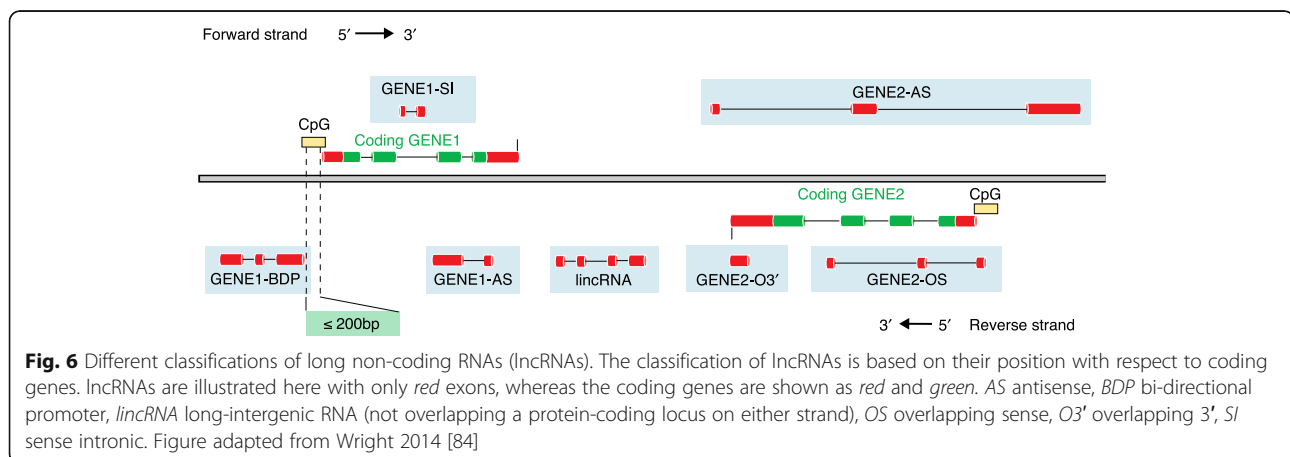 Forward strand 5′ 3′
GENE1-SI
GENE2-AS
CpG
Coding GENE1
Coding GENE2
CpG
GENE1-BDP
GENE1-AS
lincRNA
GENE2-O3′
GENE2-OS
≤ 200bp
3′ 5′ Reverse strand
Fig. 6 Different classifications of long non-coding RNAs (lncRNAs). The classification of lncRNAs is based on their position with respect to coding
genes. lncRNAs are illustrated here with only red exons, whereas the coding genes are shown as red and green. AS antisense, BDP bi-directional
promoter, lincRNA long-intergenic RNA (not overlapping a protein-coding locus on either strand), OS overlapping sense, O3′ overlapping 3′, SI
sense intronic. Figure adapted from Wright 2014 [84]